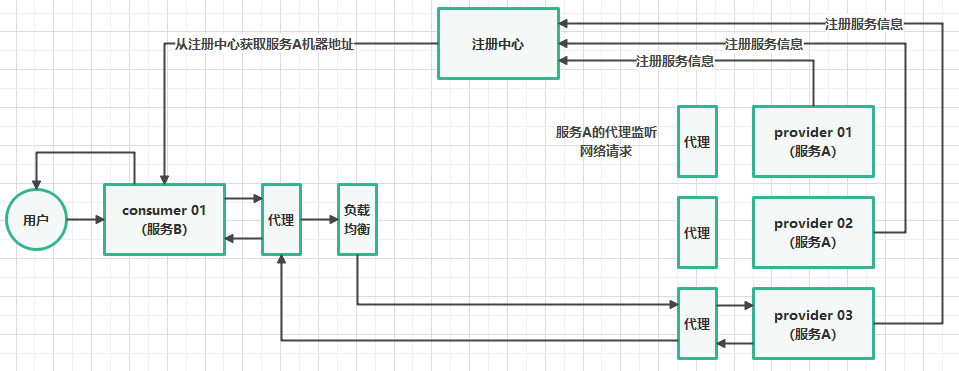 注册服务信息
从注册中心获取服务A机器地址
注册中心
注册服务信息
注册服务信息
服务A的代理监听
网络请求
代理
provider 01
（服务A）
用户
consumer 01
（服务B）
代理
负载
均衡
代理
provider 02
（服务A）
代理
provider 03
（服务A）